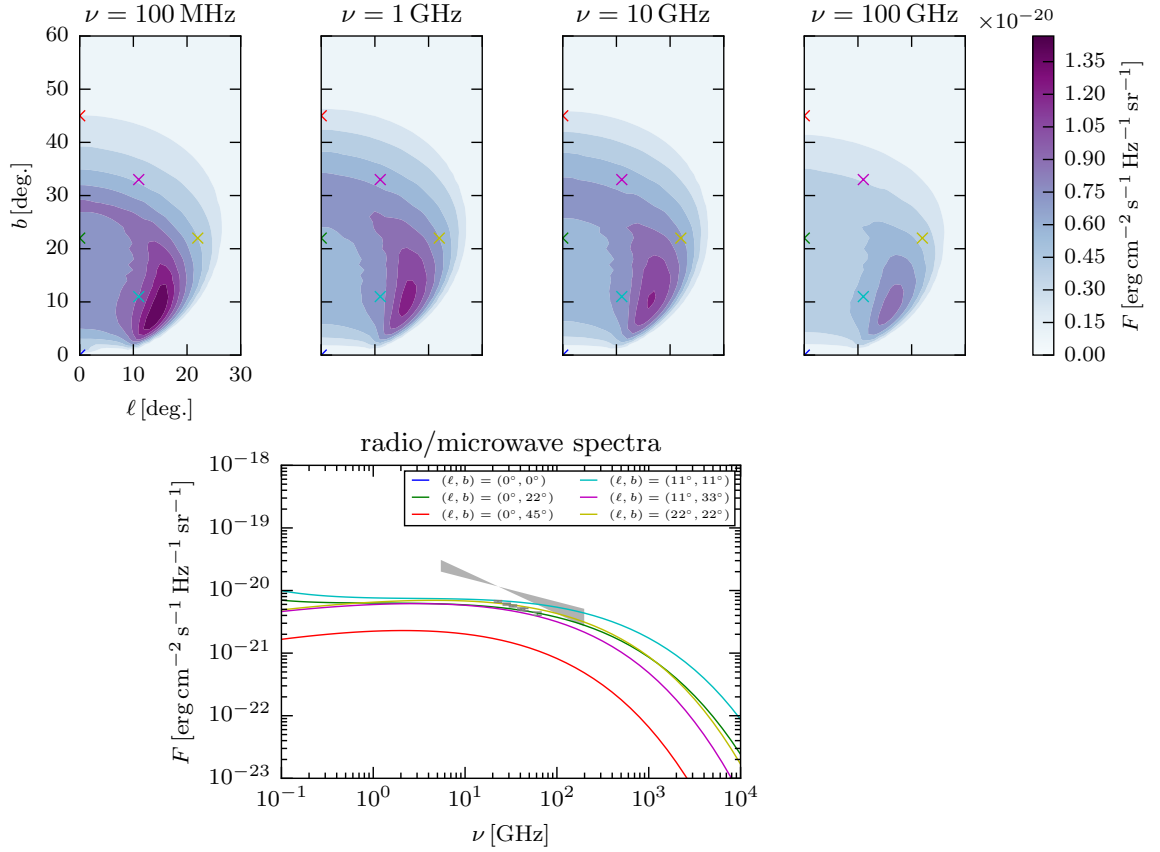 ν = 100 MHz
ν = 1 GHz
ν = 10 GHz
ν = 100 GHz
×10⁻²⁰
60
50
40
30
20
10
0
b [deg.]
0 10 20 30
ℓ [deg.]
1.35
1.20
1.05
0.90
0.75
0.60
0.45
0.30
0.15
0.00
F [erg cm⁻² s⁻¹ Hz⁻¹ sr⁻¹]
radio/microwave spectra
10⁻¹⁸
10⁻¹⁹
10⁻²⁰
10⁻²¹
10⁻²²
10⁻²³
F [erg cm⁻² s⁻¹ Hz⁻¹ sr⁻¹]
(ℓ, b) = (0°, 0°)
(ℓ, b) = (0°, 22°)
(ℓ, b) = (0°, 45°)
(ℓ, b) = (11°, 11°)
(ℓ, b) = (11°, 33°)
(ℓ, b) = (22°, 22°)
10⁻¹ 10⁰ 10¹ 10² 10³ 10⁴
ν [GHz]